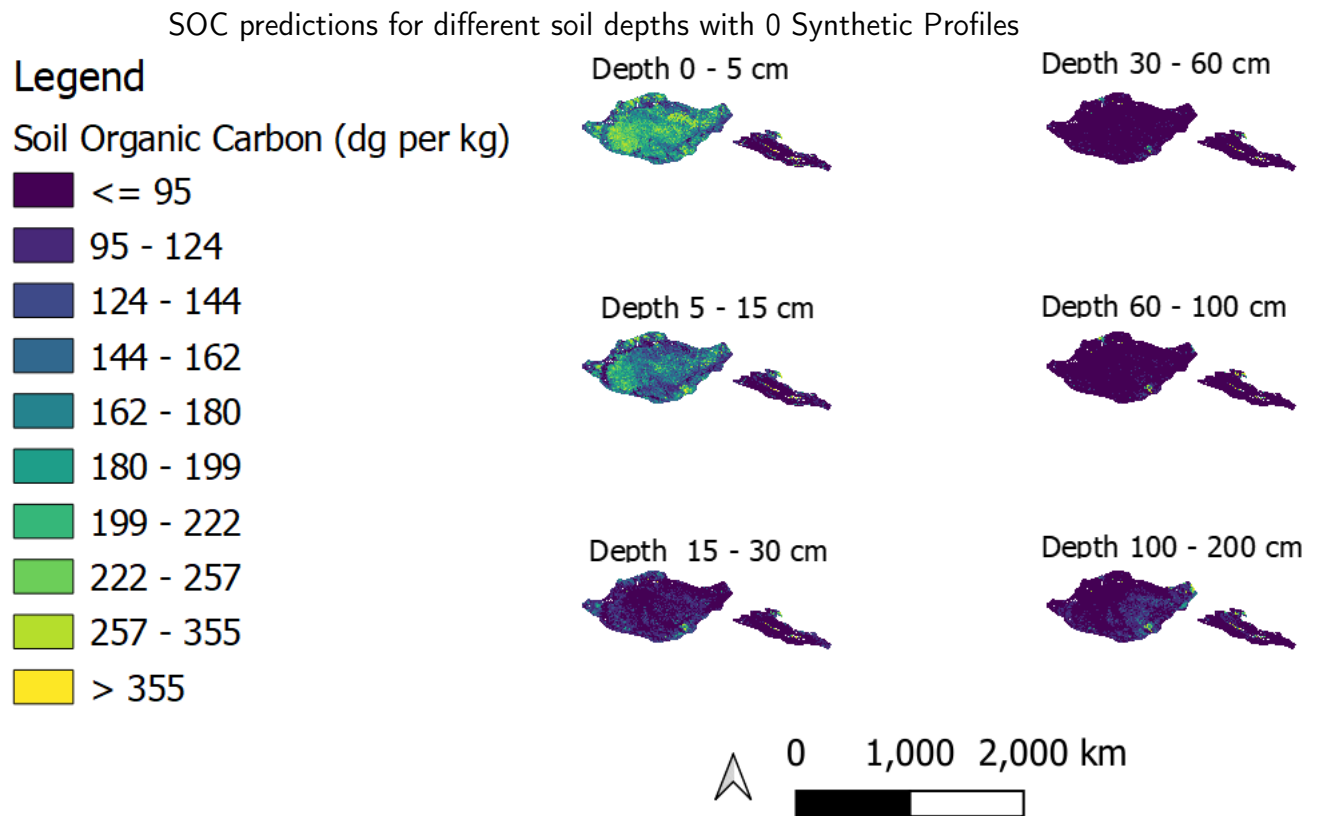 SOC predictions for different soil depths with 0 Synthetic Profiles
Legend
Soil Organic Carbon (dg per kg)
<= 95
95 - 124
124 - 144
144 - 162
162 - 180
180 - 199
199 - 222
222 - 257
257 - 355
> 355
Depth 0 - 5 cm
Depth 5 - 15 cm
Depth  15 - 30 cm
Depth 30 - 60 cm
Depth 60 - 100 cm
Depth 100 - 200 cm
0 1,000 2,000 km